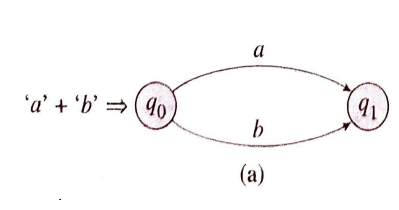 a
'a' + 'b' ⇒ q0 q1
b
(a)